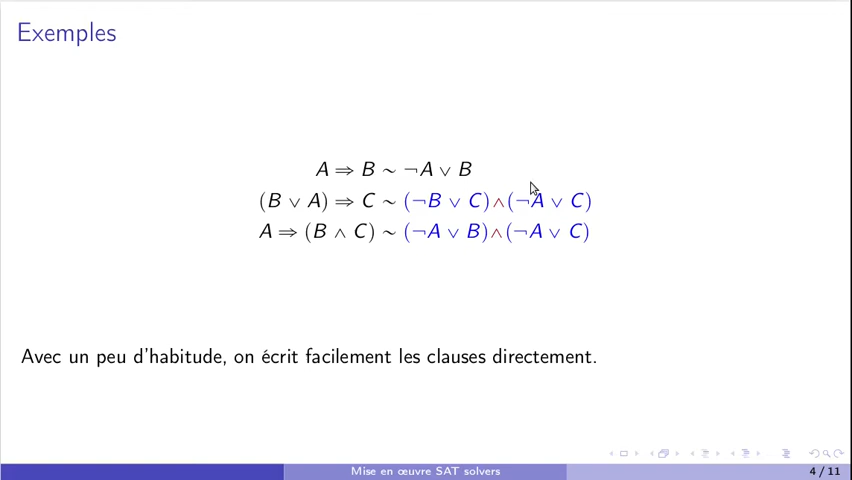 Exemples
A ⇒ B ∼ ¬A ∨ B
(B ∨ A) ⇒ C ∼ (¬B ∨ C)∧(¬A ∨ C)
A ⇒ (B ∧ C) ∼ (¬A ∨ B)∧(¬A ∨ C)
Avec un peu d'habitude, on écrit facilement les clauses directement.
Mise en œuvre SAT solvers
4 / 11